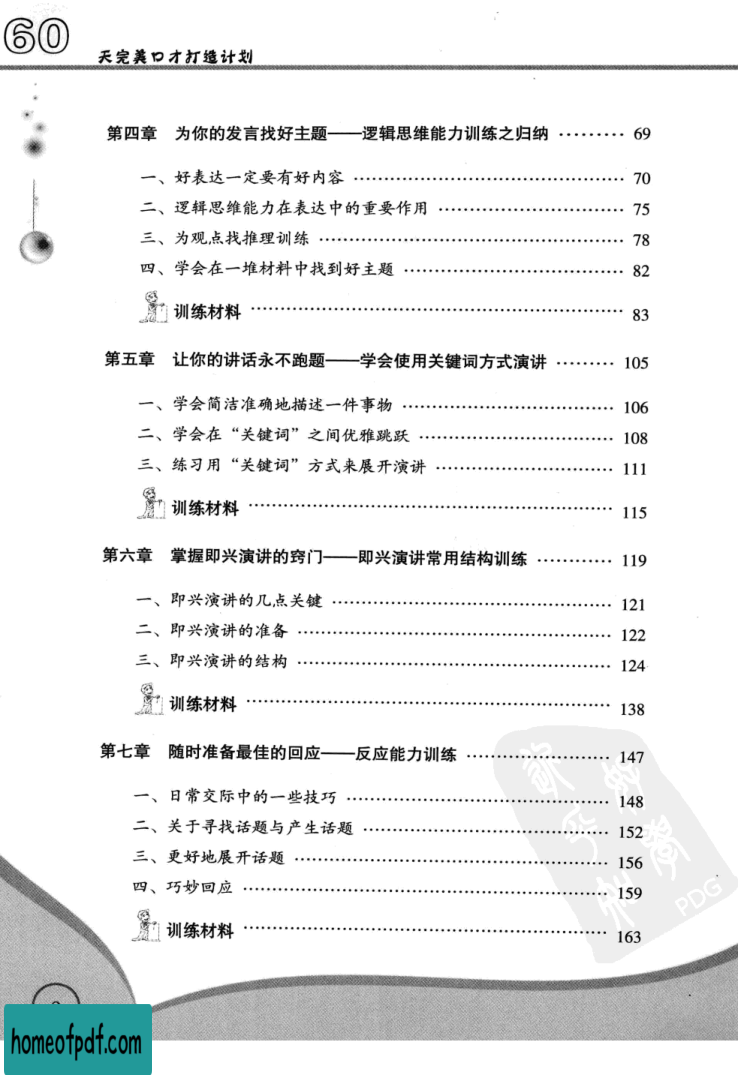 60 天完美口才打造计划
第四章 为你的发言找好主题——逻辑思维能力训练之归纳 ……… 69
一、好表达一定要有好内容 ……………………………………… 70
二、逻辑思维能力在表达中的重要作用 ………………………… 75
三、为观点找推理训练 …………………………………………… 78
四、学会在一堆材料中找到好主题 ……………………………… 82
训练材料 …………………………………………………… 83
第五章 让你的讲话永不跑题——学会使用关键词方式演讲 ……… 105
一、学会简洁准确地描述一件事物 ……………………………… 106
二、学会在“关键词”之间优雅跳跃 …………………………… 108
三、练习用“关键词”方式来展开演讲 ………………………… 111
训练材料 …………………………………………………… 115
第六章 掌握即兴演讲的窍门——即兴演讲常用结构训练 ………… 119
一、即兴演讲的几点关键 ………………………………………… 121
二、即兴演讲的准备 ……………………………………………… 122
三、即兴演讲的结构 ……………………………………………… 124
训练材料 …………………………………………………… 138
第七章 随时准备最佳的回应——反应能力训练 ………………… 147
一、日常交际中的一些技巧 ……………………………………… 148
二、关于寻找话题与产生话题 …………………………………… 152
三、更好地展开话题 ……………………………………………… 156
四、巧妙回应 ……………………………………………………… 159
训练材料 …………………………………………………… 163
PDG
homeofpdf.com